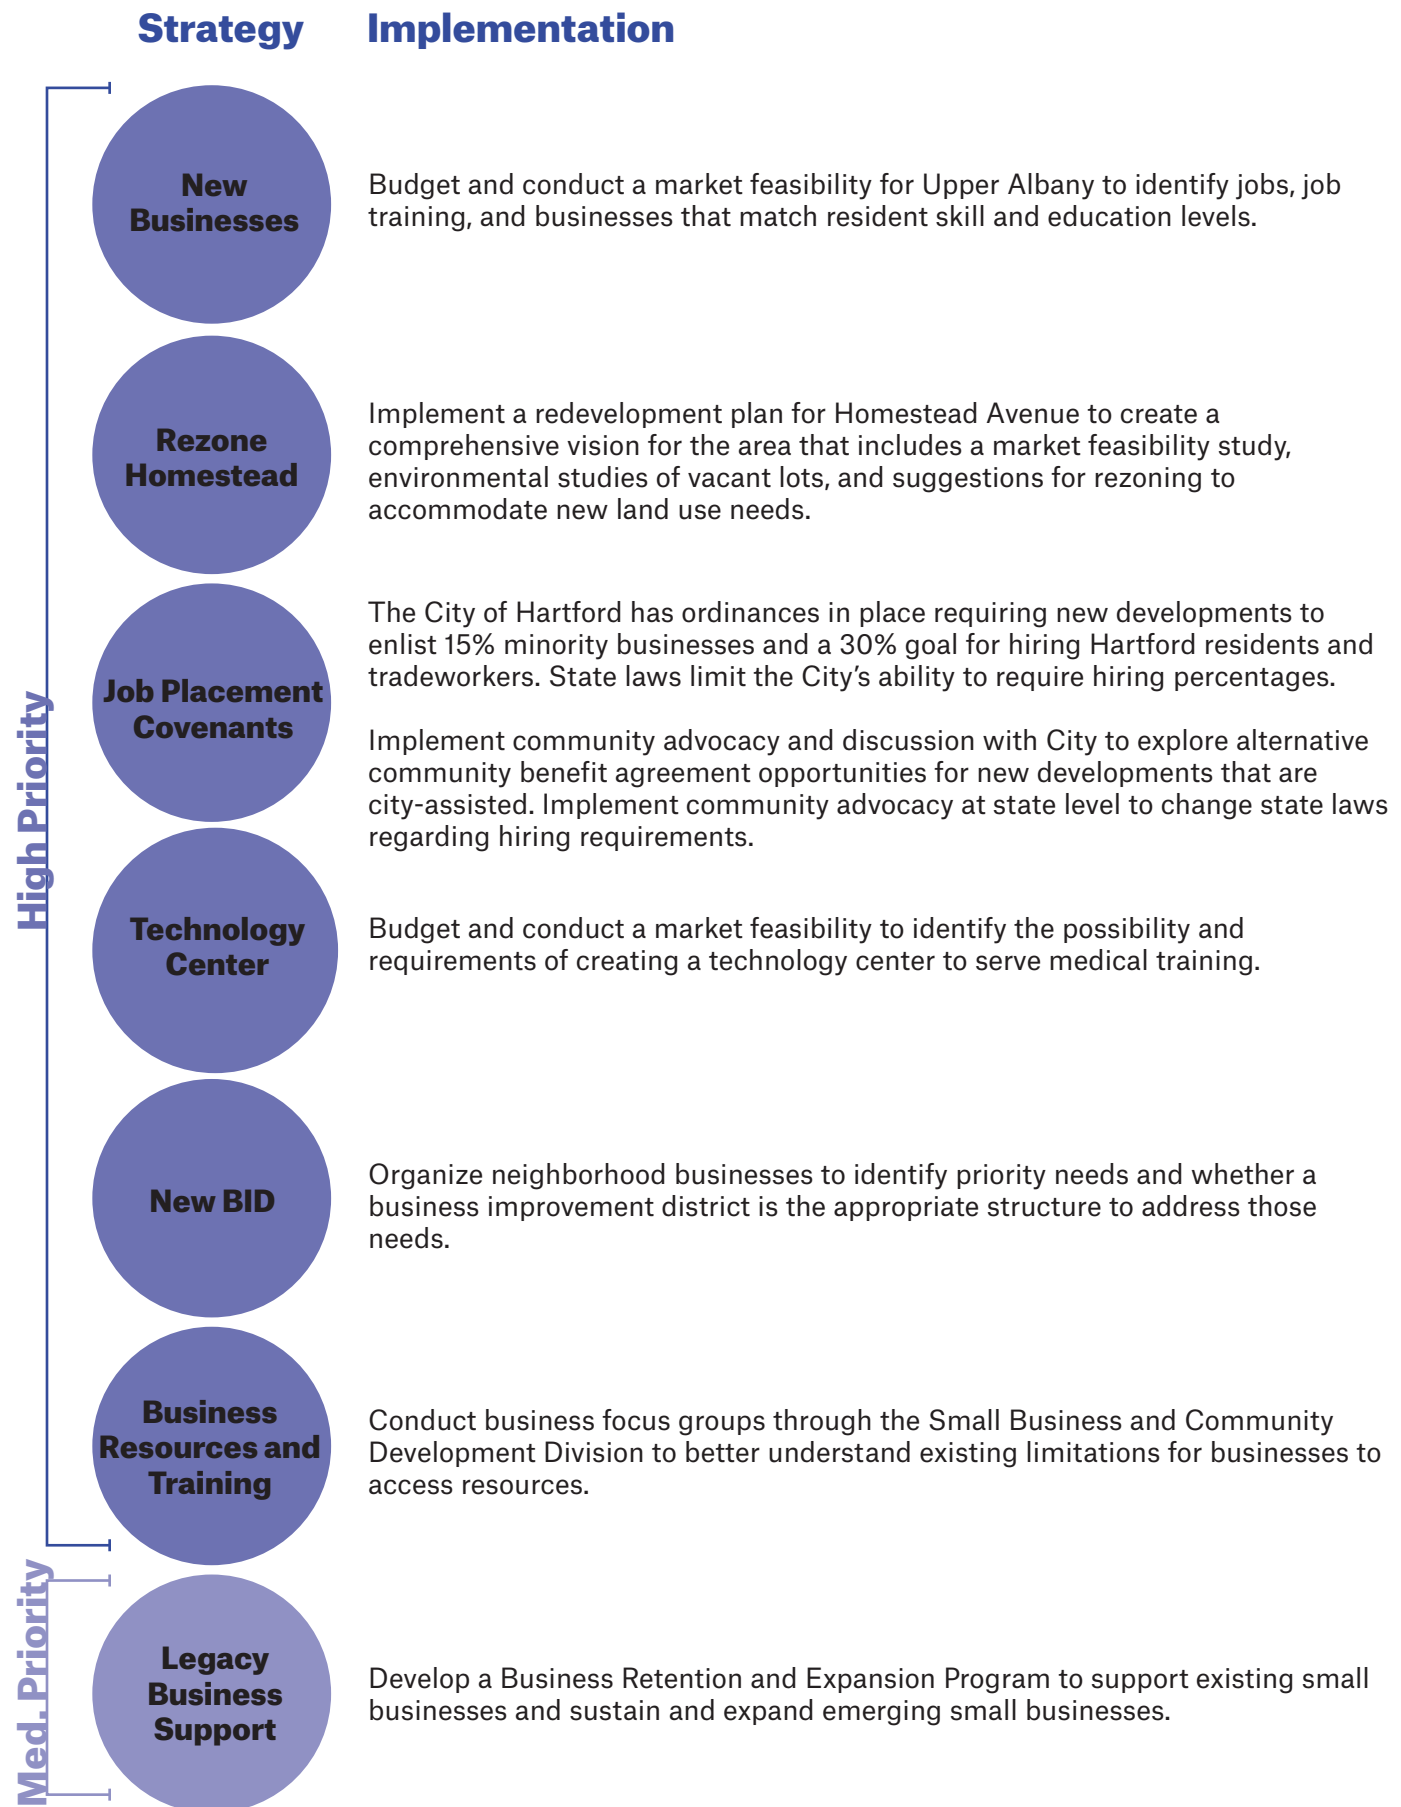 Strategy Implementation
High Priority
New
Businesses
Budget and conduct a market feasibility for Upper Albany to identify jobs, job
training, and businesses that match resident skill and education levels.
Rezone
Homestead
Implement a redevelopment plan for Homestead Avenue to create a
comprehensive vision for the area that includes a market feasibility study,
environmental studies of vacant lots, and suggestions for rezoning to
accommodate new land use needs.
Job Placement
Covenants
The City of Hartford has ordinances in place requiring new developments to
enlist 15% minority businesses and a 30% goal for hiring Hartford residents and
tradeworkers. State laws limit the City’s ability to require hiring percentages.
Implement community advocacy and discussion with City to explore alternative
community benefit agreement opportunities for new developments that are
city-assisted. Implement community advocacy at state level to change state laws
regarding hiring requirements.
Technology
Center
Budget and conduct a market feasibility to identify the possibility and
requirements of creating a technology center to serve medical training.
New BID
Organize neighborhood businesses to identify priority needs and whether a
business improvement district is the appropriate structure to address those
needs.
Business
Resources and
Training
Conduct business focus groups through the Small Business and Community
Development Division to better understand existing limitations for businesses to
access resources.
Med. Priority
Legacy
Business
Support
Develop a Business Retention and Expansion Program to support existing small
businesses and sustain and expand emerging small businesses.